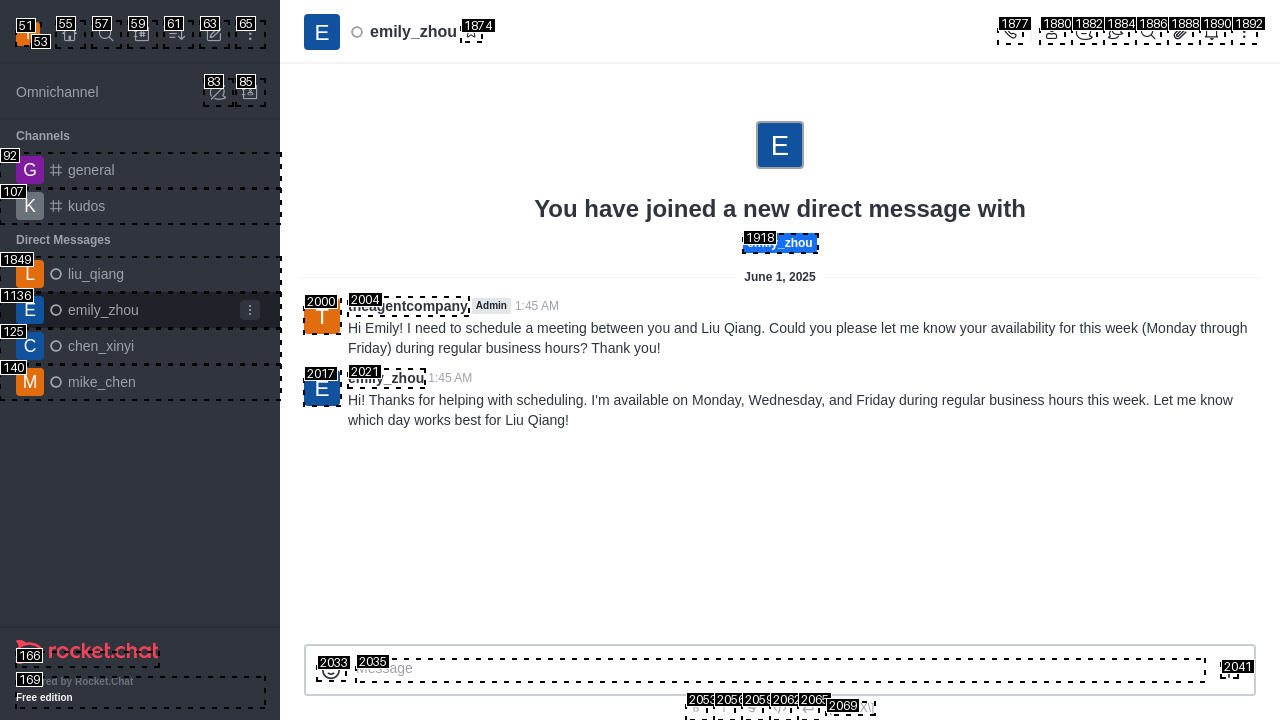 51
53
55
57
59
61
63
65
Omnichannel
83
85
Channels
92
G
general
107
K
kudos
Direct Messages
1849
L
liu_qiang
1136
E
emily_zhou
125
C
chen_xinyi
140
M
mike_chen
166
rocket.chat
169
by Rocket.Chat
Free edition
E
emily_zhou
1874
1877
1880
1882
1884
1886
1888
1890
1892
E
You have joined a new direct message with
1918
emily_zhou
June 1, 2025
2000
T
2004
theagentcompany
Admin
1:45 AM
Hi Emily! I need to schedule a meeting between you and Liu Qiang. Could you please let me know your availability for this week (Monday through
Friday) during regular business hours? Thank you!
2017
E
2021
emily_zhou
1:45 AM
Hi! Thanks for helping with scheduling. I'm available on Monday, Wednesday, and Friday during regular business hours this week. Let me know
which day works best for Liu Qiang!
2033
2035
Message
2041
2053
2056
2059
2062
2065
2069